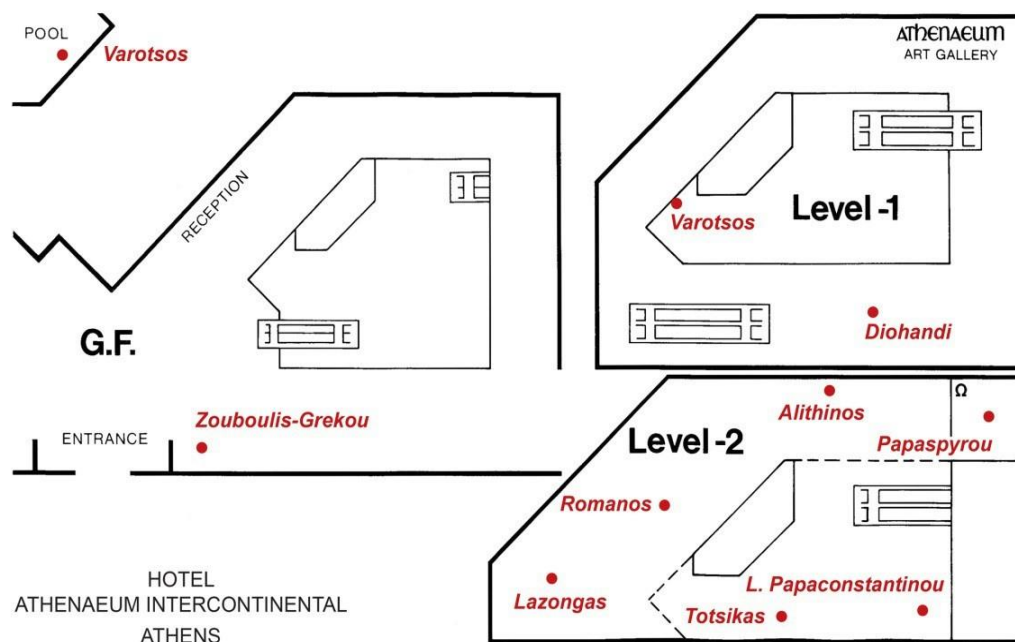 POOL
Varotsos
RECEPTION
G.F.
Zouboulis-Grekou
ENTRANCE
HOTEL
ATHENAEUM INTERCONTINENTAL
ATHENS
ATHENAEUM
ART GALLERY
Varotsos
Level -1
Diohandi
Alithinos
Ω
Papaspyrou
Level -2
Romanos
Lazongas
L. Papaconstantinou
Totsikas